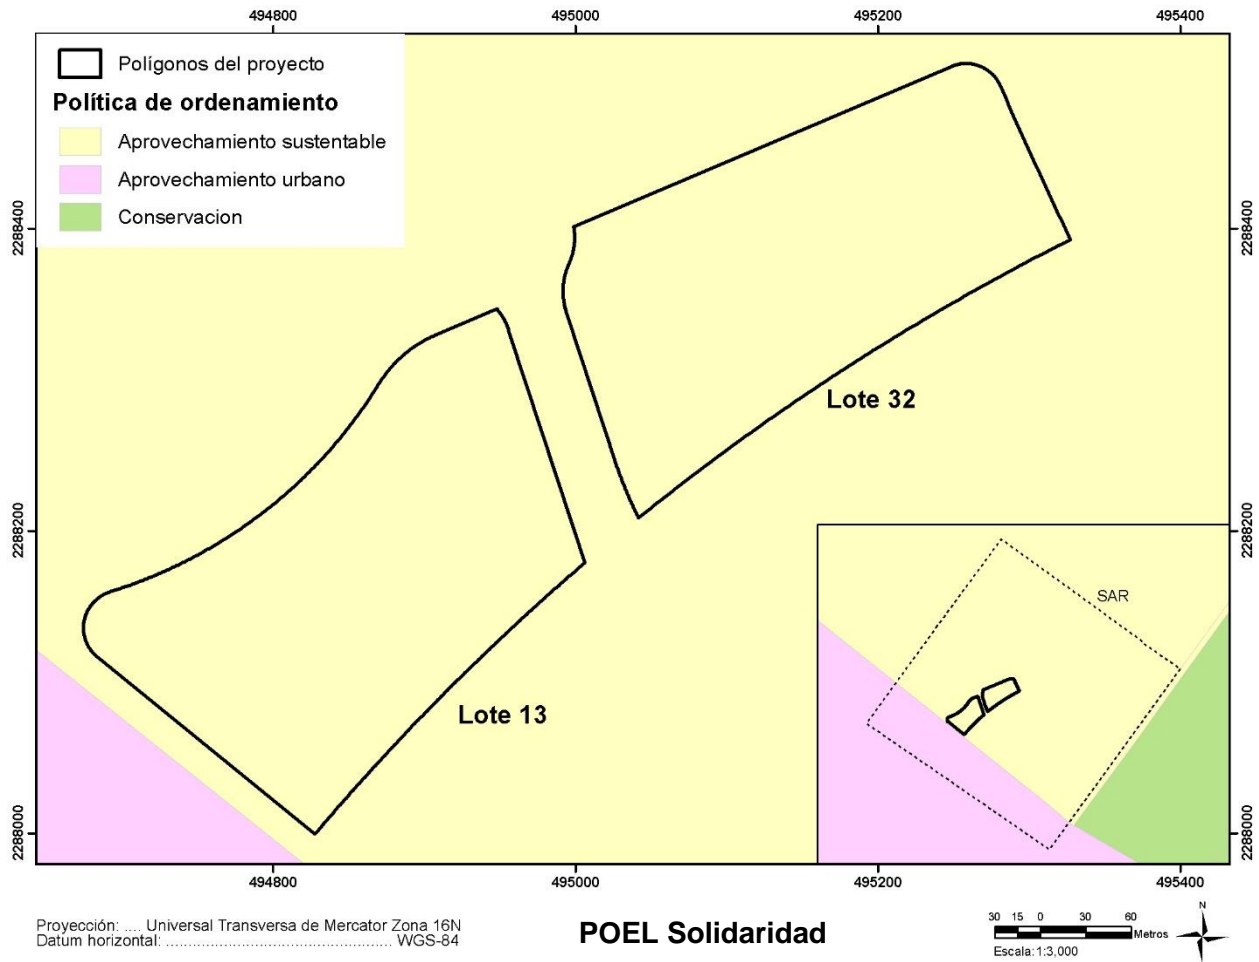 494800 495000 495200 495400
Polígonos del proyecto
Política de ordenamiento
Aprovechamiento sustentable
Aprovechamiento urbano
Conservacion
2288400 2288400
Lote 32
2288200 2288200
SAR
Lote 13
2288000 2288000
494800 495000 495200 495400
Proyección: .... Universal Transversa de Mercator Zona 16N
Datum horizontal: ................................................ WGS-84
POEL Solidaridad
30 15 0 30 60
Metros
Escala: 1:3,000
N